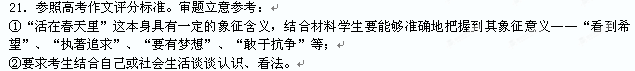 21．参照高考作文评分标准。审题立意参考：
①“活在春天里”这本身具有一定的象征含义，结合材料学生要能够准确地把握到其象征意义——“看到希
望”、“执著追求”、“要有梦想”、“敢于抗争”等；
②要求考生结合自己或社会生活谈谈认识、看法。